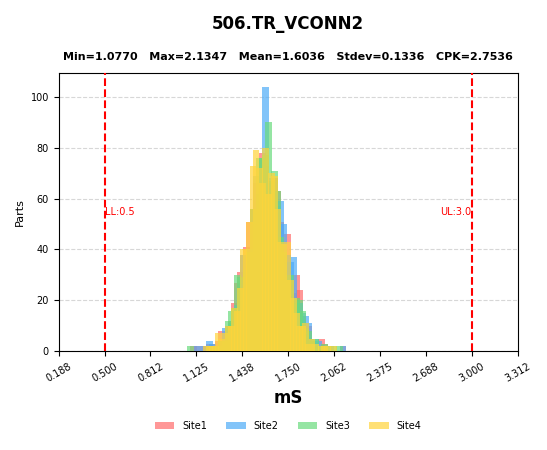 506.TR_VCONN2
Min=1.0770 Max=2.1347 Mean=1.6036 Stdev=0.1336 CPK=2.7536
100
80
60
40
20
0
Parts
LL:0.5
UL:3.0
0.188 0.500 0.812 1.125 1.438 1.750 2.062 2.375 2.688 3.000 3.312
mS
Site1 Site2 Site3 Site4